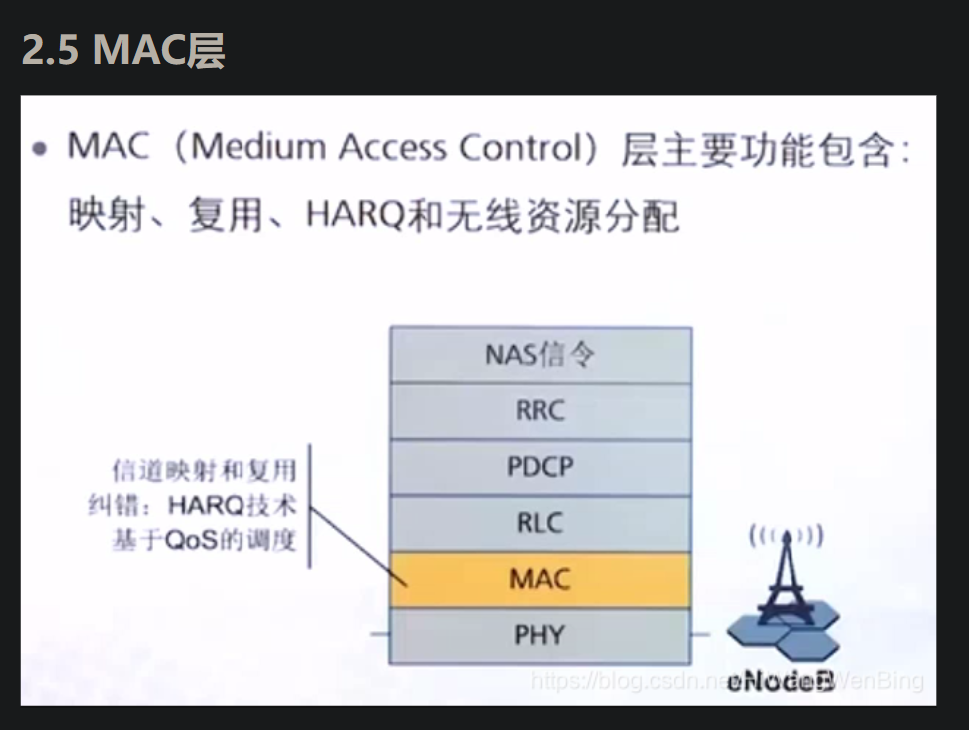 2.5 MAC层
• MAC（Medium Access Control）层主要功能包含：
映射、复用、HARQ和无线资源分配
NAS信令
RRC
PDCP
RLC
MAC
PHY
信道映射和复用
纠错：HARQ技术
基于QoS的调度
eNodeB
https://blog.csdn.ne
WenBing